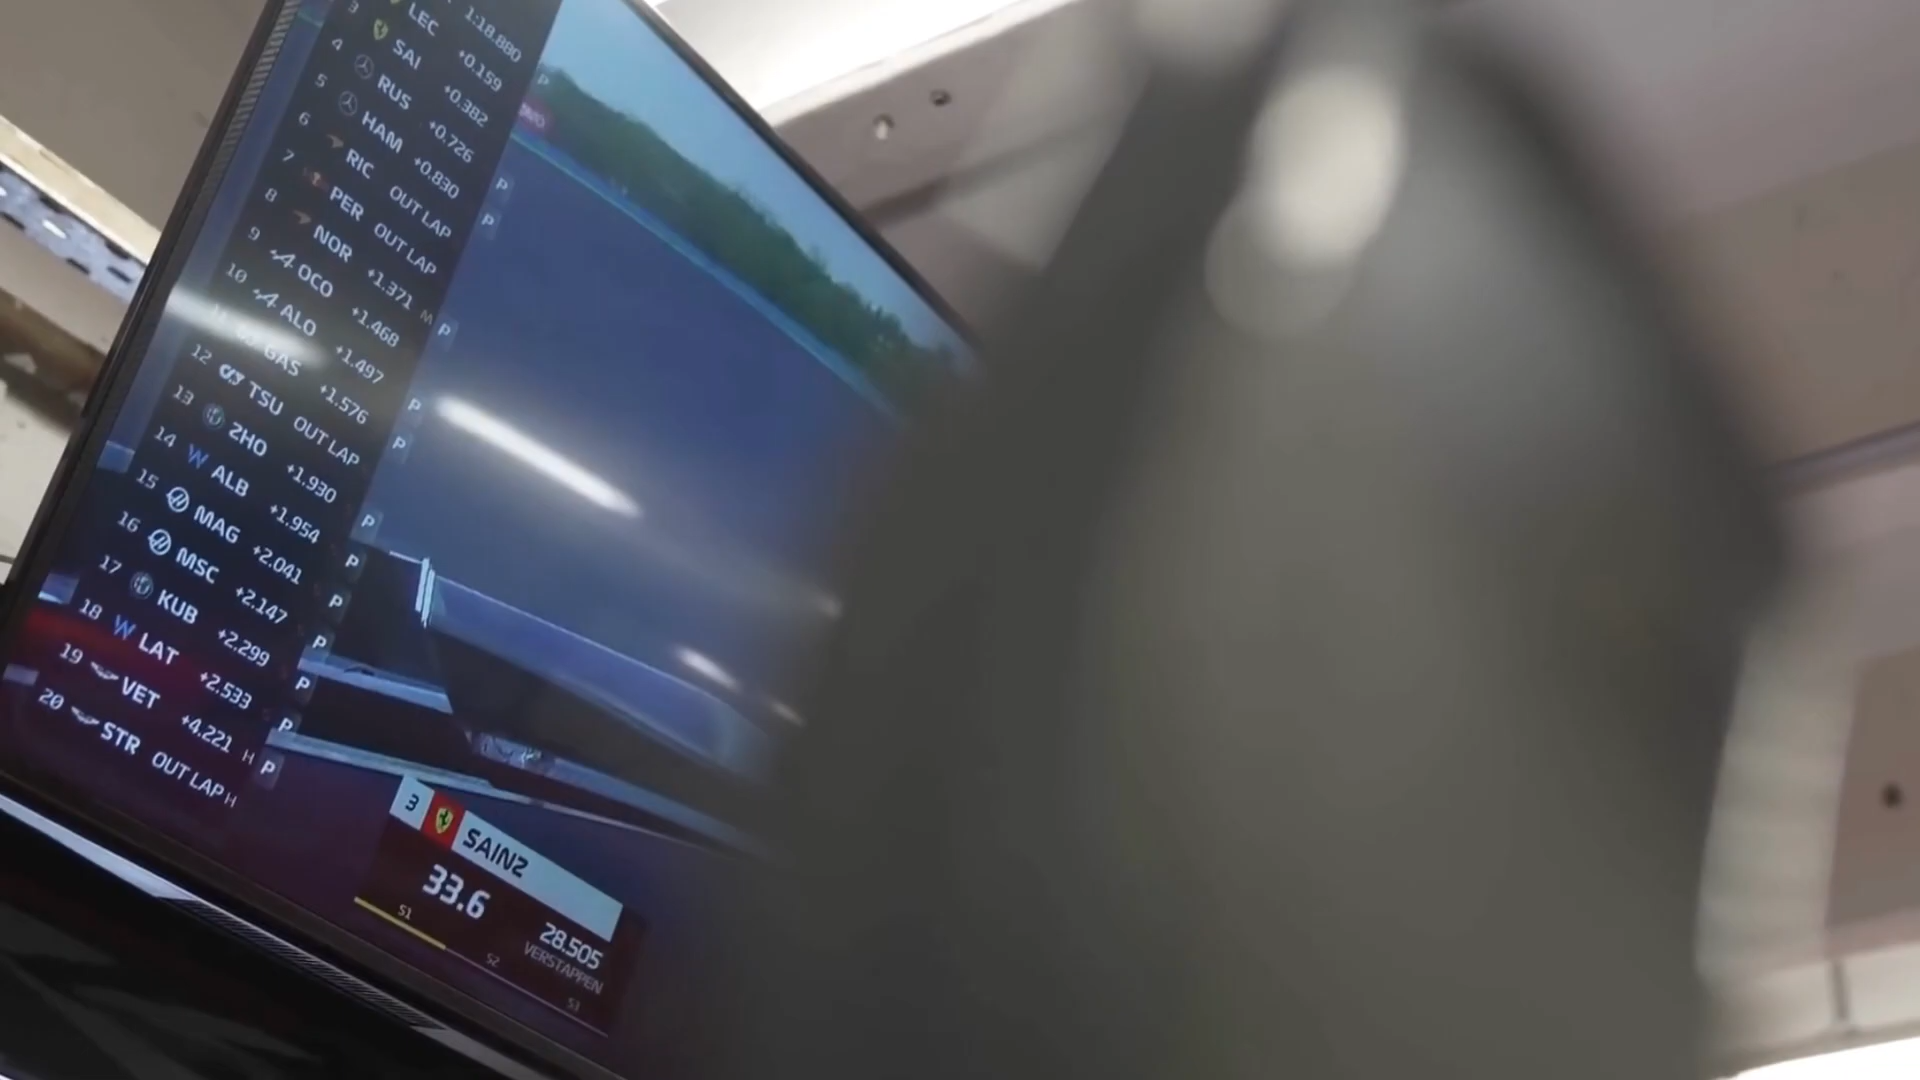 1:18.880 P
LEC +0.159
3 SAI +0.382
4 RUS +0.726 P
5 HAM +0.830 P
6 RIC OUT LAP
7 PER OUT LAP
8 NOR +1.371 M P
9 OCO +1.468
10 ALO +1.497 P
11 GAS +1.576 P
12 TSU OUT LAP
13 ZHO +1.930 P
14 ALB +1.954 P
15 MAG +2.041 P
16 MSC +2.147 P
17 KUB +2.299 P
18 LAT +2.533 P
19 VET +4.221 H P
20 STR OUT LAP H
3 SAINZ
33.6
28.505
VERSTAPPEN
S1 S2 S3